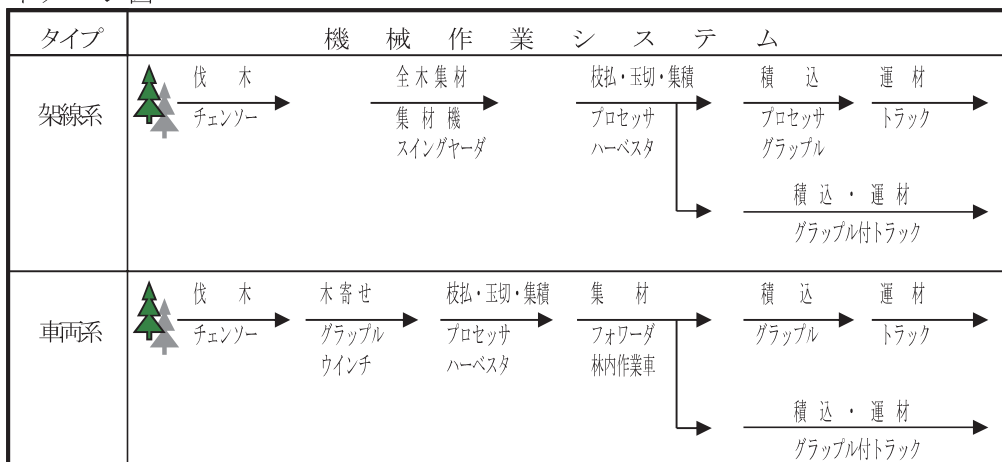 タイプ 機械作業システム
架線系
伐木 全木集材 枝払・玉切・集積 積込 運材
チェンソー 集材機 プロセッサ プロセッサ トラック
スイングヤーダ ハーベスタ グラップル
積込・運材
グラップル付トラック
車両系
伐木 木寄せ 枝払・玉切・集積 集材 積込 運材
チェンソー グラップル プロセッサ フォワーダ グラップル トラック
ウインチ ハーベスタ 林内作業車
積込・運材
グラップル付トラック